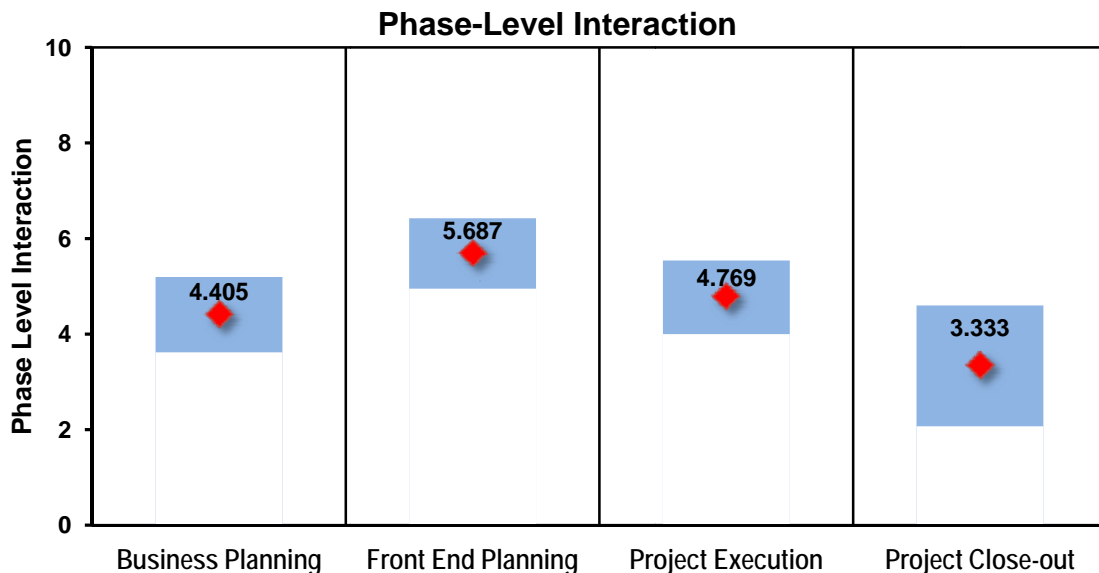 Phase-Level Interaction
Phase Level Interaction
10
8
6
4
2
0
4.405
5.687
4.769
3.333
Business Planning
Front End Planning
Project Execution
Project Close-out